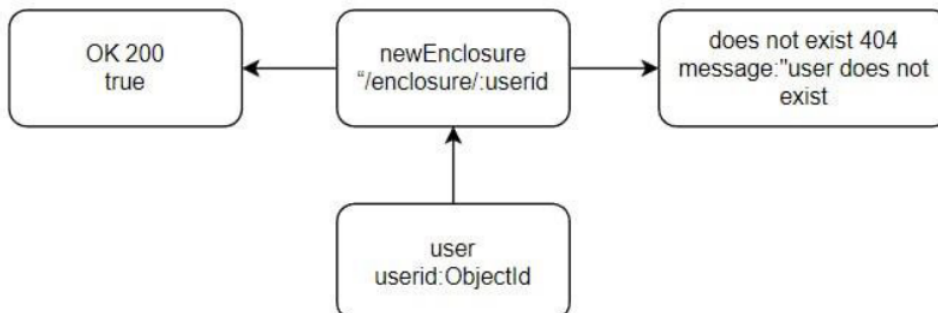 OK 200
true
newEnclosure
“/enclosure/:userid
does not exist 404
message:"user does not
exist
user
userid:ObjectId